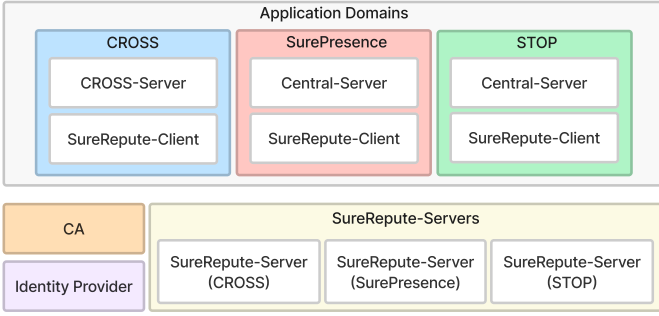 Application Domains
CROSS
CROSS-Server
SureRepute-Client
SurePresence
Central-Server
SureRepute-Client
STOP
Central-Server
SureRepute-Client
CA
Identity Provider
SureRepute-Servers
SureRepute-Server
(CROSS)
SureRepute-Server
(SurePresence)
SureRepute-Server
(STOP)